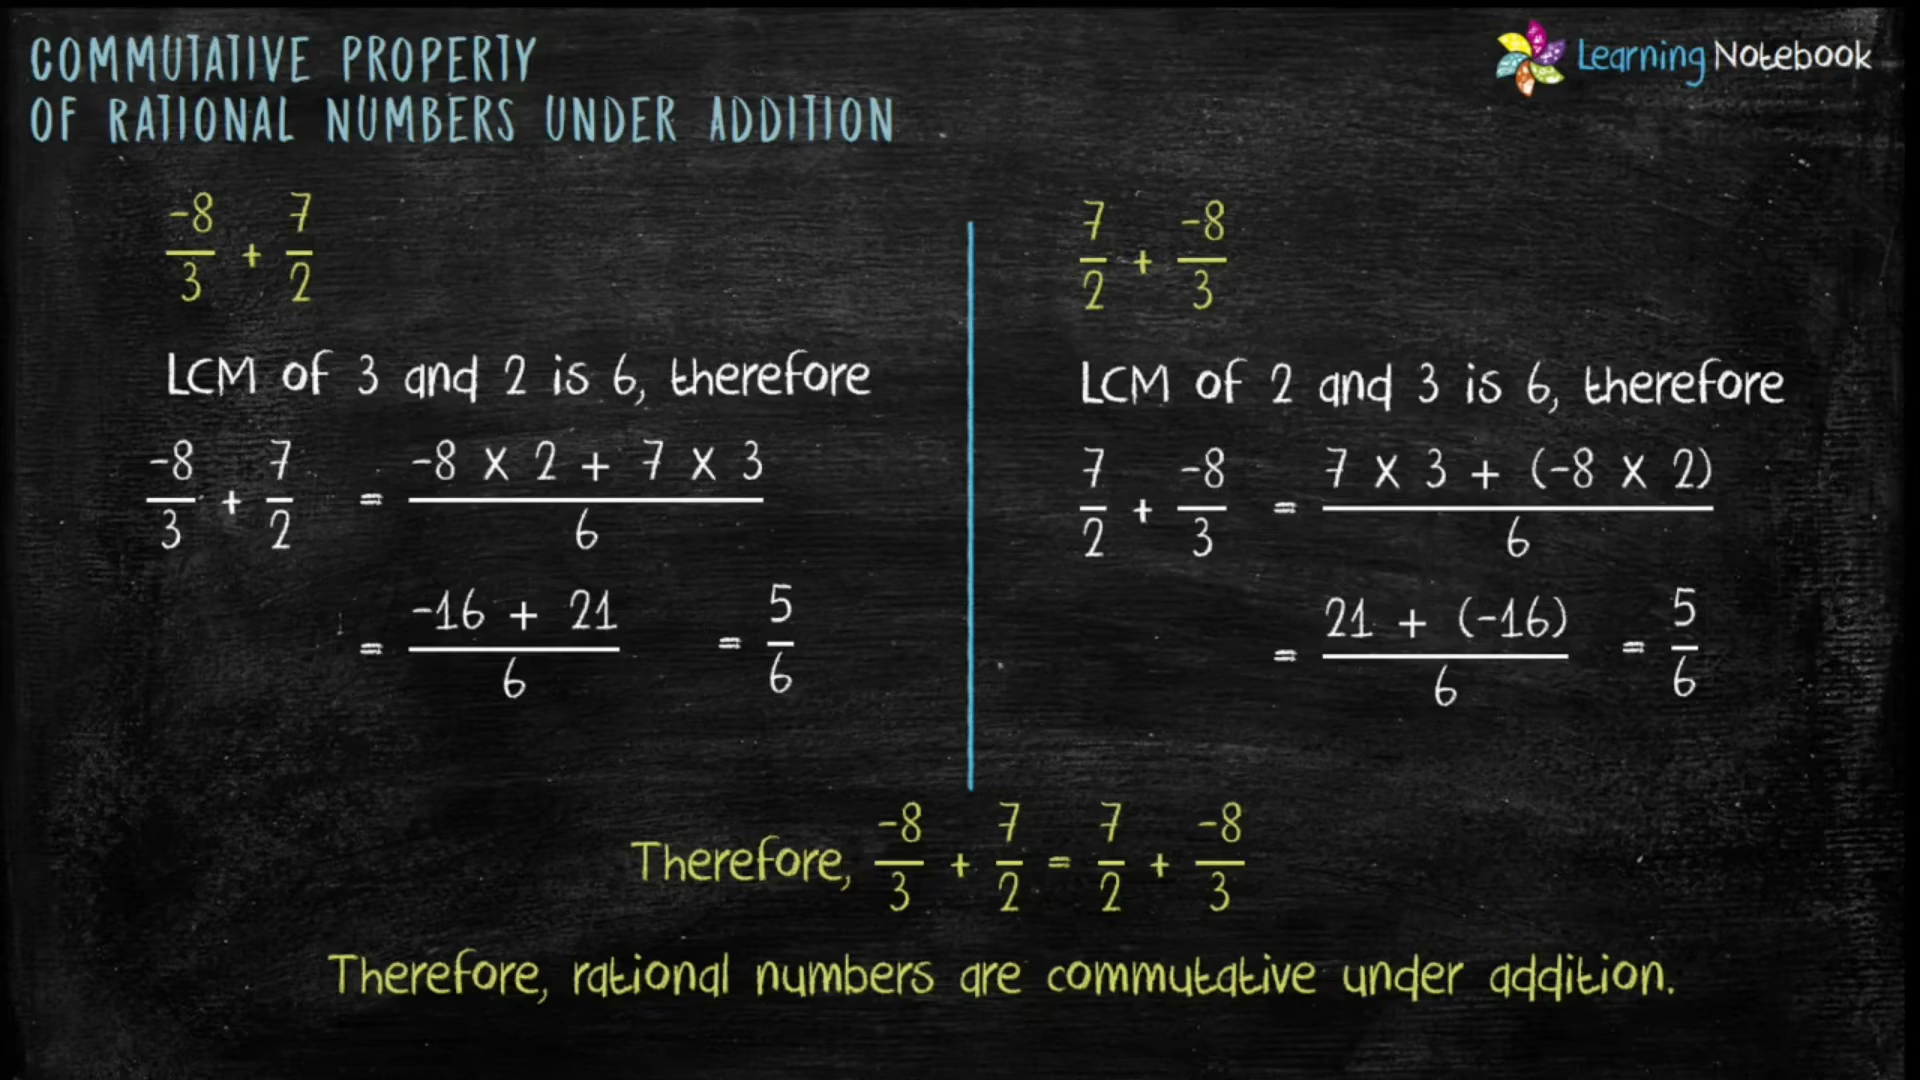 COMMUTATIVE PROPERTY
OF RATIONAL NUMBERS UNDER ADDITION
Learning Notebook
-8/3 + 7/2
LCM of 3 and 2 is 6, therefore
-8/3 + 7/2 = (-8 X 2 + 7 X 3)/6
= (-16 + 21)/6 = 5/6
7/2 + -8/3
LCM of 2 and 3 is 6, therefore
7/2 + -8/3 = (7 X 3 + (-8 X 2))/6
= (21 + (-16))/6 = 5/6
Therefore, -8/3 + 7/2 = 7/2 + -8/3
Therefore, rational numbers are commutative under addition.